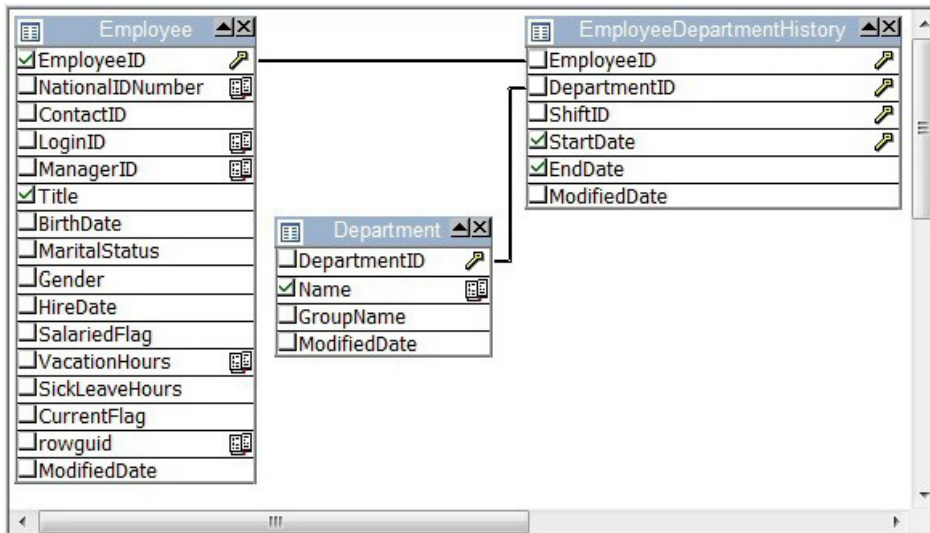 Employee
EmployeeID
NationalIDNumber
ContactID
LoginID
ManagerID
Title
BirthDate
MaritalStatus
Gender
HireDate
SalariedFlag
VacationHours
SickLeaveHours
CurrentFlag
rowguid
ModifiedDate
Department
DepartmentID
Name
GroupName
ModifiedDate
EmployeeDepartmentHistory
EmployeeID
DepartmentID
ShiftID
StartDate
EndDate
ModifiedDate